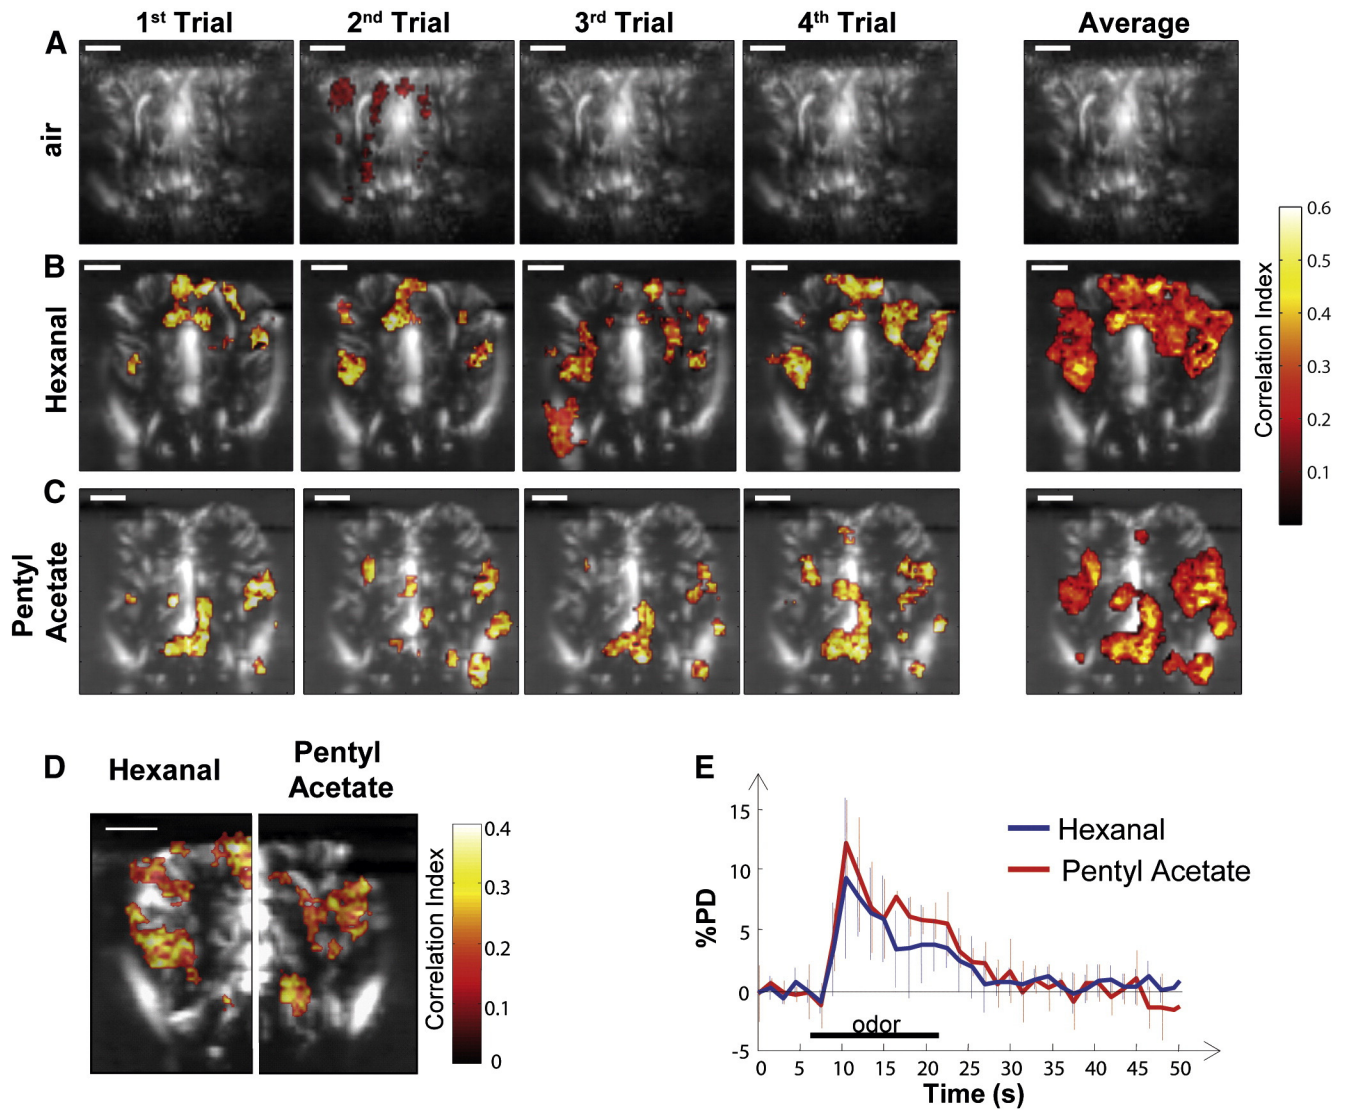 1st Trial 2nd Trial 3rd Trial 4th Trial Average
A
air
B
Hexanal
C
Pentyl
Acetate
0.6
0.5
0.4
0.3
0.2
0.1
Correlation Index
D
Hexanal
Pentyl
Acetate
0.4
0.3
0.2
0.1
0
Correlation Index
E
15
10
5
0
-5
%PD
Hexanal
Pentyl Acetate
odor
0 5 10 15 20 25 30 35 40 45 50
Time (s)